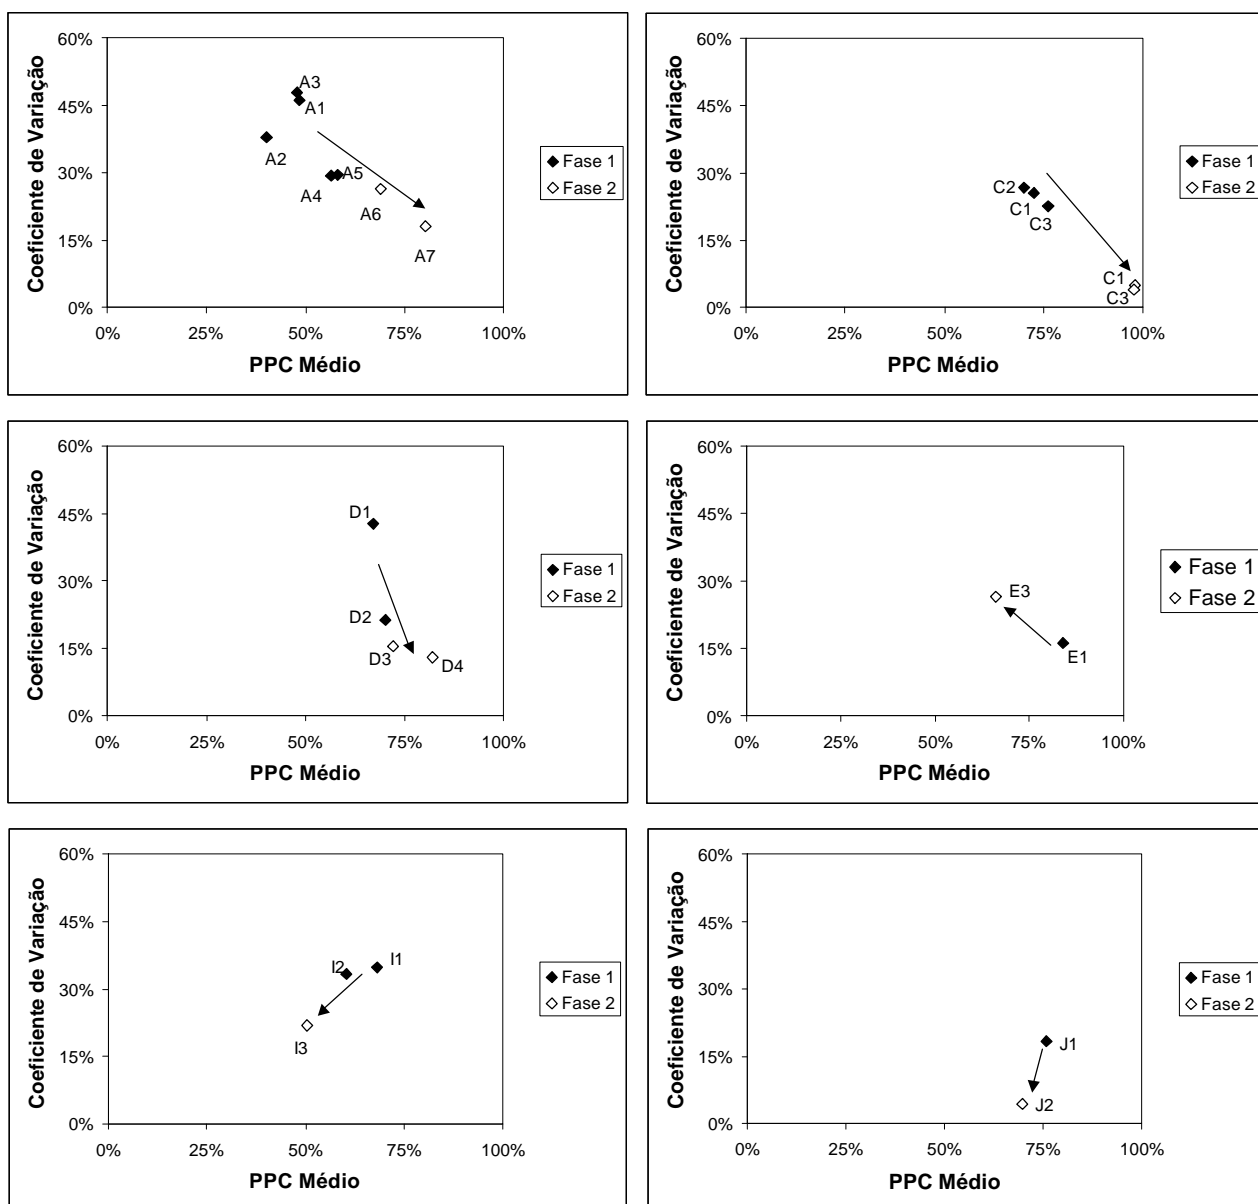 60%
45%
30%
15%
0%
Coeficiente de Variação
A3
A1
A2
A5
A4
A6
A7
0% 25% 50% 75% 100%
PPC Médio
Fase 1
Fase 2
60%
45%
30%
15%
0%
Coeficiente de Variação
C2
C1
C3
C1
C3
0% 25% 50% 75% 100%
PPC Médio
Fase 1
Fase 2
60%
45%
30%
15%
0%
Coeficiente de Variação
D1
D2
D3
D4
0% 25% 50% 75% 100%
PPC Médio
Fase 1
Fase 2
60%
45%
30%
15%
0%
Coeficiente de Variação
E3
E1
0% 25% 50% 75% 100%
PPC Médio
Fase 1
Fase 2
60%
45%
30%
15%
0%
Coeficiente de Variação
I2
I1
I3
0% 25% 50% 75% 100%
PPC Médio
Fase 1
Fase 2
60%
45%
30%
15%
0%
Coeficiente de Variação
J1
J2
0% 25% 50% 75% 100%
PPC Médio
Fase 1
Fase 2